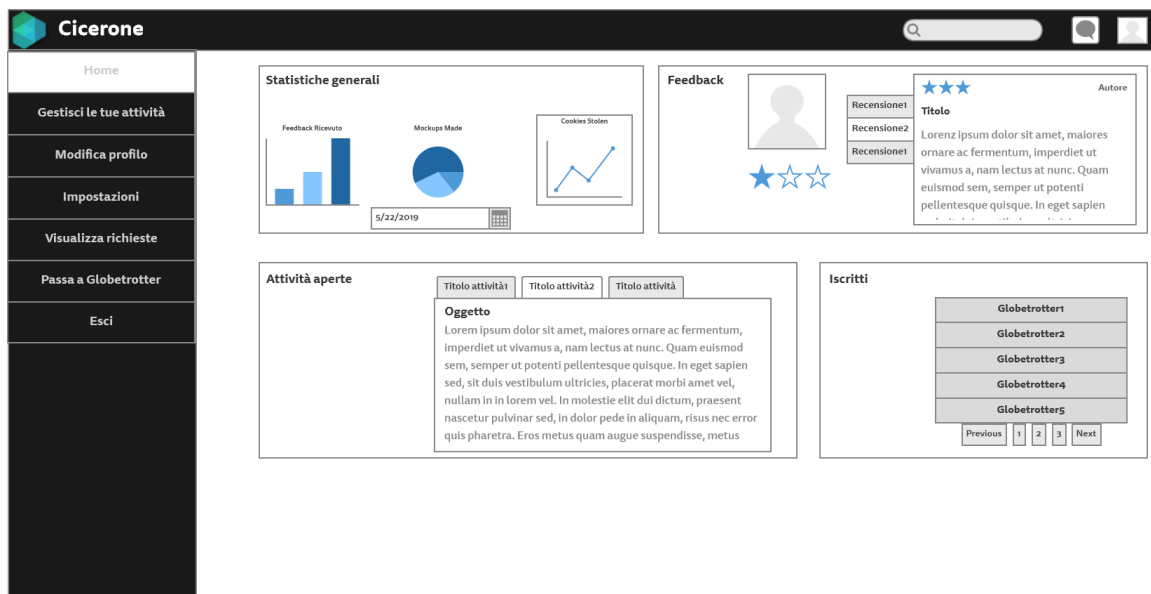 Cicerone
Home
Gestisci le tue attività
Modifica profilo
Impostazioni
Visualizza richieste
Passa a Globetrotter
Esci
Statistiche generali
Feedback Ricevuto
Mockups Made
Cookies Stolen
5/22/2019
Feedback
Recensione1
Recensione2
Recensione1
Autore
Titolo
Lorenz ipsum dolor sit amet, maiores
ornare ac fermentum, imperdiet ut
vivamus a, nam lectus at nunc. Quam
euismod sem, semper ut potenti
pellentesque quisque. In eget sapien
Attività aperte
Titolo attività1
Titolo attività2
Titolo attività
Oggetto
Lorem ipsum dolor sit amet, maiores ornare ac fermentum,
imperdiet ut vivamus a, nam lectus at nunc. Quam euismod
sem, semper ut potenti pellentesque quisque. In eget sapien
sed, sit duis vestibulum ultricies, placerat morbi amet vel,
nullam in in lorem vel. In molestie elit dui dictum, praesent
nascetur pulvinar sed, in dolor pede in aliquam, risus nec error
quis pharetra. Eros metus quam augue suspendisse, metus
Iscritti
Globetrotter1
Globetrotter2
Globetrotter3
Globetrotter4
Globetrotter5
Previous 1 2 3 Next